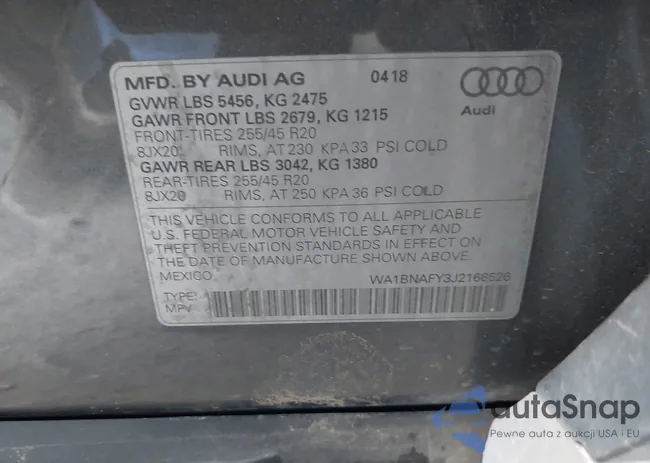 MFD. BY AUDI AG 0418
GVWR LBS 5456, KG 2475
GAWR FRONT LBS 2679, KG 1215
FRONT-TIRES 255/45 R20
8JX20 RIMS, AT 230 KPA 33 PSI COLD
GAWR REAR LBS 3042, KG 1380
REAR-TIRES 255/45 R20
8JX20 RIMS, AT 250 KPA 36 PSI COLD
Audi
THIS VEHICLE CONFORMS TO ALL APPLICABLE
U.S. FEDERAL MOTOR VEHICLE SAFETY AND
THEFT PREVENTION STANDARDS IN EFFECT ON
THE DATE OF MANUFACTURE SHOWN ABOVE.
MEXICO WA1BNAFY3J2166526
TYPE:
MPV
autaSnap
Pewne auta z aukcji USA i EU